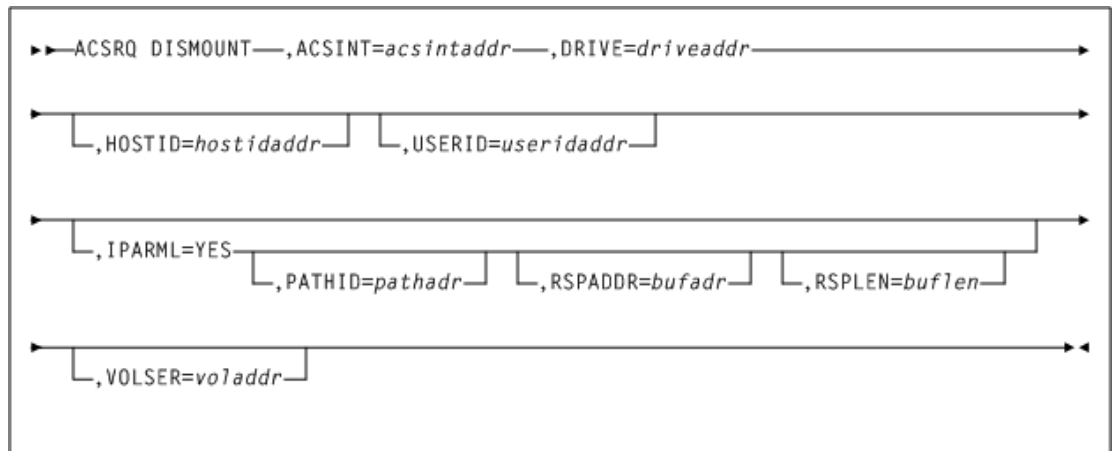 ACSRQ DISMOUNT ,ACSINT=acsintaddr ,DRIVE=driveaddr
,HOSTID=hostidaddr ,USERID=useridaddr
,IPARML=YES
,PATHID=pathadr ,RSPADDR=bufadr ,RSPLEN=buflen
,VOLSER=voladdr